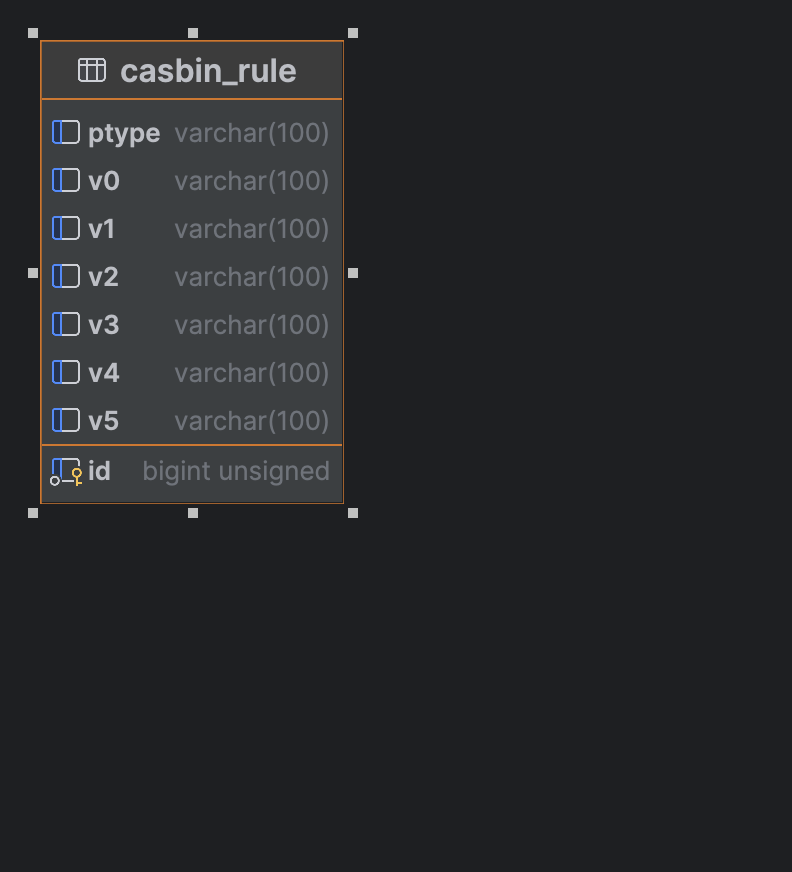 casbin_rule
ptype varchar(100)
v0 varchar(100)
v1 varchar(100)
v2 varchar(100)
v3 varchar(100)
v4 varchar(100)
v5 varchar(100)
id bigint unsigned